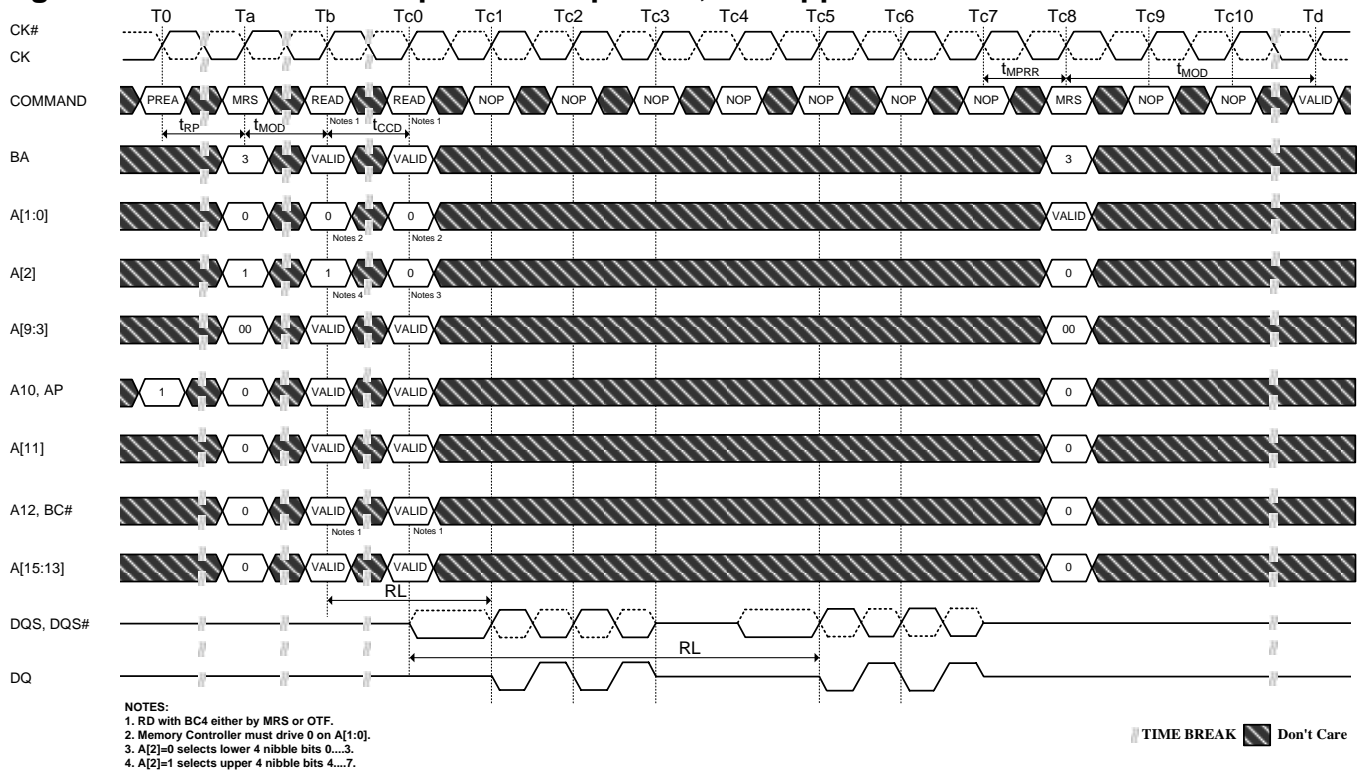 T0 Ta Tb Tc0 Tc1 Tc2 Tc3 Tc4 Tc5 Tc6 Tc7 Tc8 Tc9 Tc10 Td
CK#
CK
tMPRR tMOD
COMMAND PREA MRS READ READ NOP NOP NOP NOP NOP NOP NOP MRS NOP NOP VALID
Notes 1 Notes 1
tRP tMOD tCCD
BA 3 VALID VALID 3
A[1:0] 0 0 0 VALID
Notes 2 Notes 2
A[2] 1 1 0 0
Notes 4 Notes 3
A[9:3] 00 VALID VALID 00
A10, AP 1 0 VALID VALID 0
A[11] 0 VALID VALID 0
A12, BC# 0 VALID VALID 0
Notes 1 Notes 1
A[15:13] 0 VALID VALID 0
RL
DQS, DQS#
RL
DQ
NOTES:
1. RD with BC4 either by MRS or OTF.
2. Memory Controller must drive 0 on A[1:0].
3. A[2]=0 selects lower 4 nibble bits 0....3.
4. A[2]=1 selects upper 4 nibble bits 4....7.
TIME BREAK Don't Care